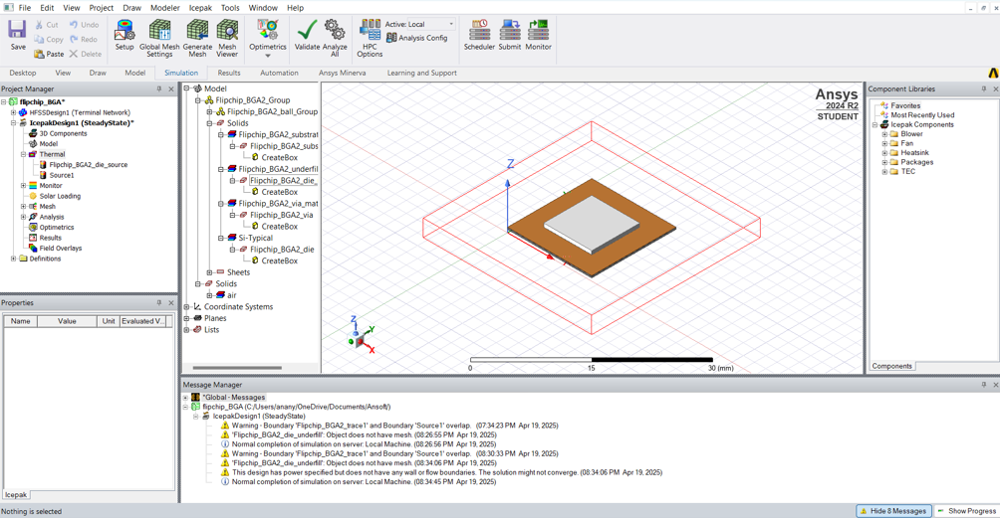 File Edit View Project Draw Modeler Icepak Tools Window Help
Save
Cut
Copy
Paste
Undo
Redo
Delete
Setup
Global Mesh Settings
Generate Mesh
Mesh Viewer
Optimetrics
Validate
Analyze All
HPC Options
Active: Local
Analysis Config
Scheduler
Submit
Monitor
Desktop View Draw Model Simulation Results Automation Ansys Minerva Learning and Support
Project Manager
flipchip_BGA*
HFSSDesign1 (Terminal Network)
IcepakDesign1 (SteadyState)*
3D Components
Model
Thermal
Flipchip_BGA2_die_source
Source1
Monitor
Solar Loading
Mesh
Analysis
Optimetrics
Results
Field Overlays
Definitions
Properties
Name Value Unit Evaluated V...
Icepak
Model
Flipchip_BGA2_Group
Flipchip_BGA2_ball_Group
Solids
Flipchip_BGA2_substrat
Flipchip_BGA2_subs
CreateBox
Flipchip_BGA2_underfil
Flipchip_BGA2_die_
CreateBox
Flipchip_BGA2_via_mat
Flipchip_BGA2_via
CreateBox
Si-Typical
Flipchip_BGA2_die
CreateBox
Sheets
Solids
air
Coordinate Systems
Planes
Lists
Ansys
2024 R2
STUDENT
Z
Z
Y
X
0 15 30 (mm)
Component Libraries
Favorites
Most Recently Used
Icepak Components
Blower
Fan
Heatsink
Packages
TEC
Components
Message Manager
*Global - Messages
flipchip_BGA (C:/Users/anany/OneDrive/Documents/Ansoft/)
IcepakDesign1 (SteadyState)
Warning - Boundary 'Flipchip_BGA2_trace1' and Boundary 'Source1' overlap. (07:34:23 PM Apr 19, 2025)
'Flipchip_BGA2_die_underfill': Object does not have mesh. (08:26:55 PM Apr 19, 2025)
Normal completion of simulation on server: Local Machine. (08:26:56 PM Apr 19, 2025)
Warning - Boundary 'Flipchip_BGA2_trace1' and Boundary 'Source1' overlap. (08:30:33 PM Apr 19, 2025)
'Flipchip_BGA2_die_underfill': Object does not have mesh. (08:34:06 PM Apr 19, 2025)
This design has power specified but does not have any wall or flow boundaries. The solution might not converge. (08:34:06 PM Apr 19, 2025)
Normal completion of simulation on server: Local Machine. (08:34:45 PM Apr 19, 2025)
Nothing is selected
Hide 8 Messages
Show Progress